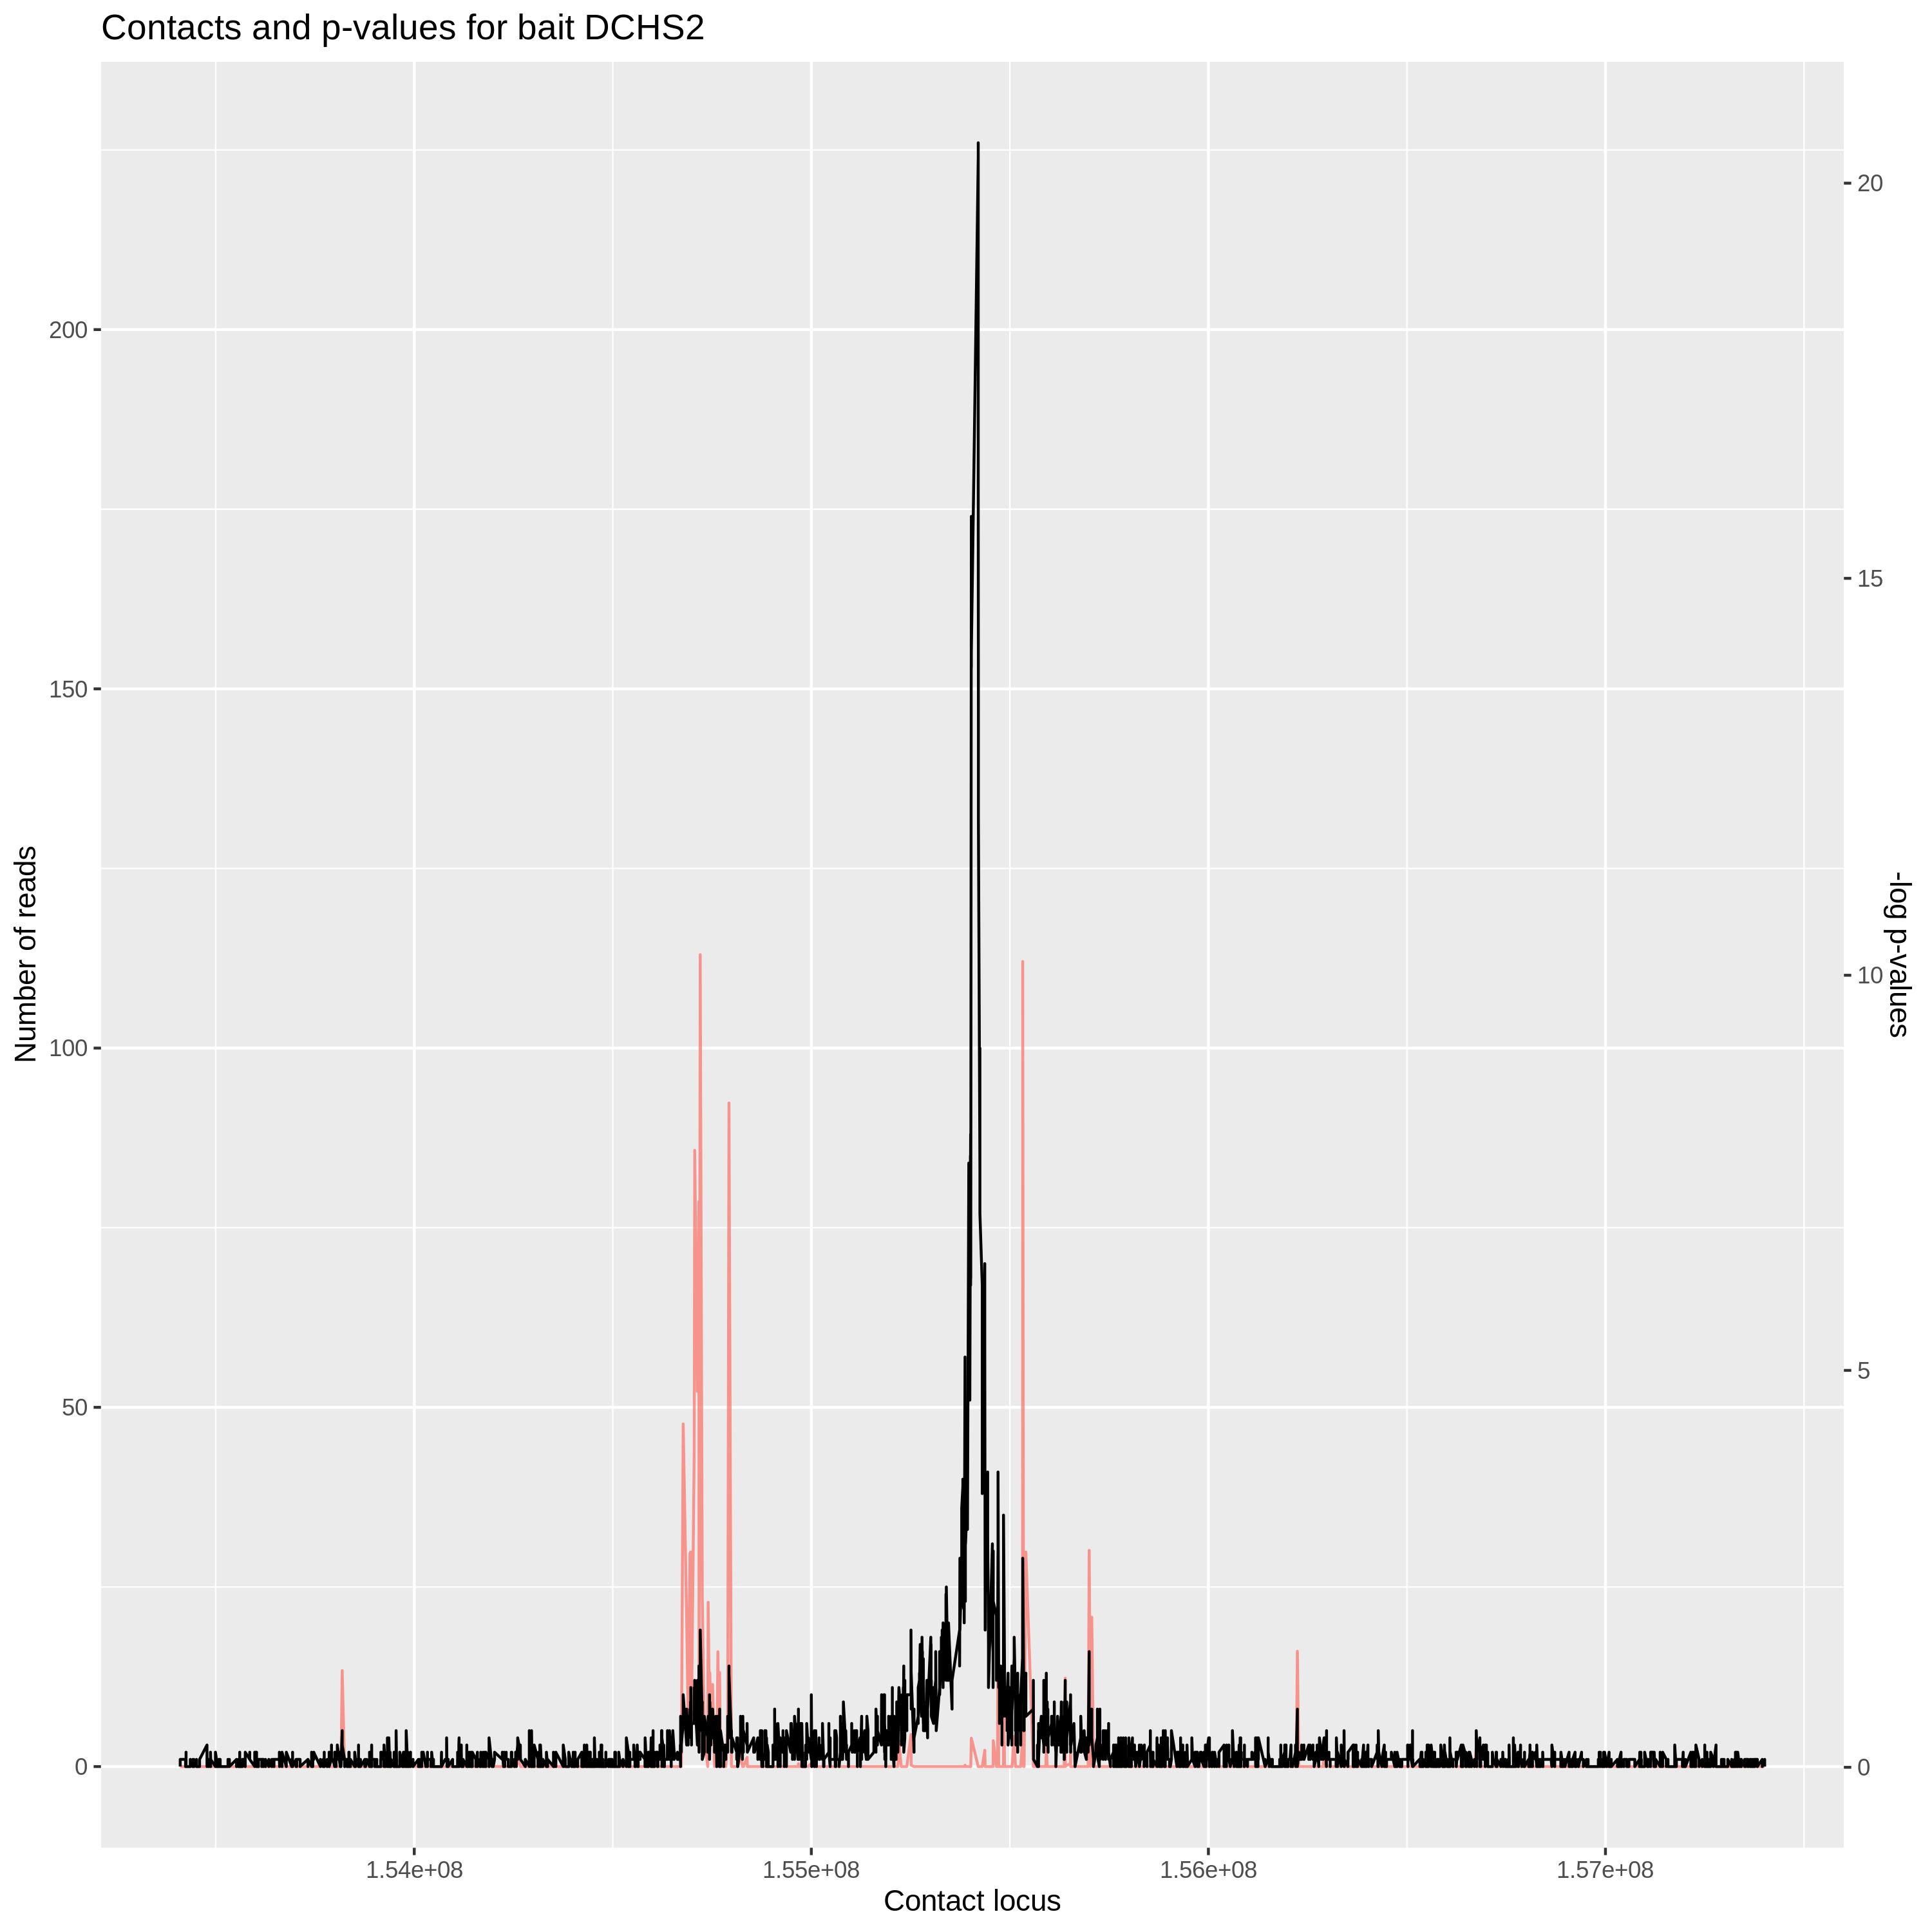 Contacts and p-values for bait DCHS2
Number of reads
200
150
100
50
0
20
15
10
5
0
-log p-values
1.54e+08
1.55e+08
1.56e+08
1.57e+08
Contact locus